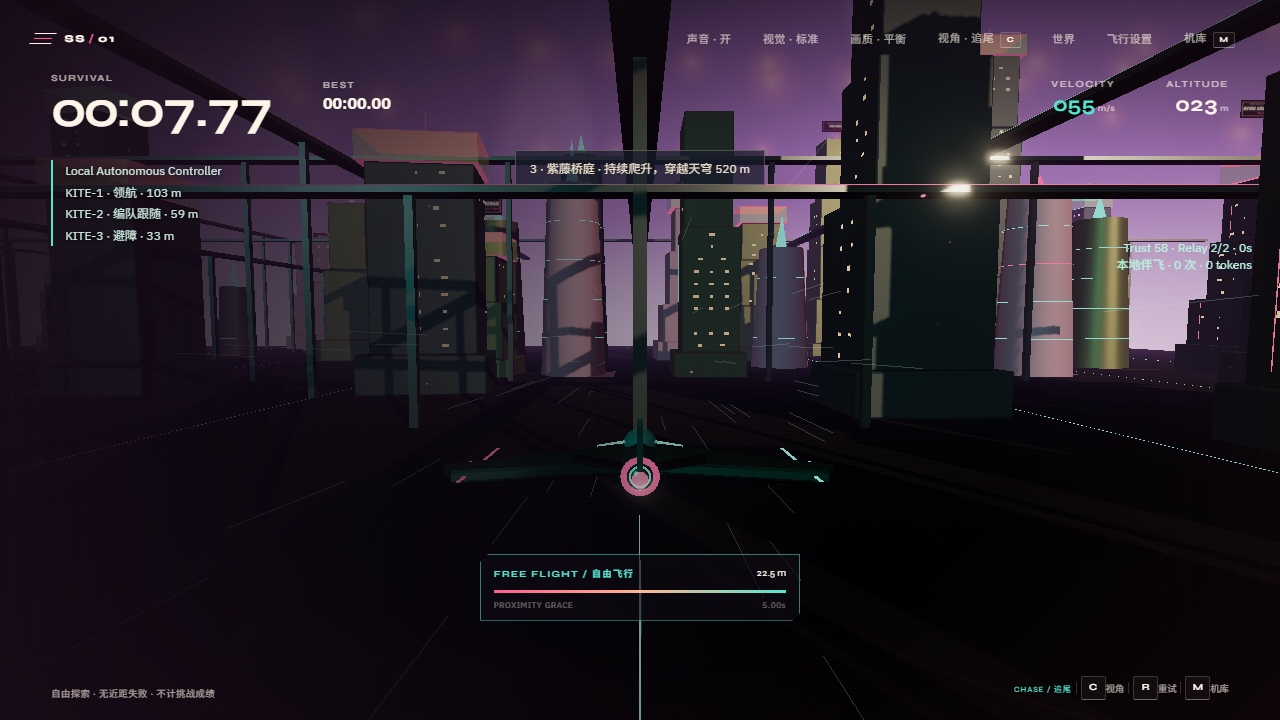 SS / 01
声音 · 开 视觉 · 标准 画质 · 平衡 视角 · 追尾 C 世界 飞行设置 机库 M
SURVIVAL
00:07.77
BEST
00:00.00
VELOCITY
055 m/s
ALTITUDE
023 m
Local Autonomous Controller
KITE-1 · 领航 · 103 m
KITE-2 · 编队跟随 · 59 m
KITE-3 · 避障 · 33 m
3 · 紫藤桥庭 · 持续爬升，穿越天穹 520 m
Trust 58 · Relay 2/2 · 0s
本地伴飞 · 0 次 · 0 tokens
FREE FLIGHT / 自由飞行 22.5 m
PROXIMITY GRACE 5.00s
自由探索 · 无近距失败 · 不计挑战成绩
CHASE / 追尾 C 视角 R 重试 M 机库